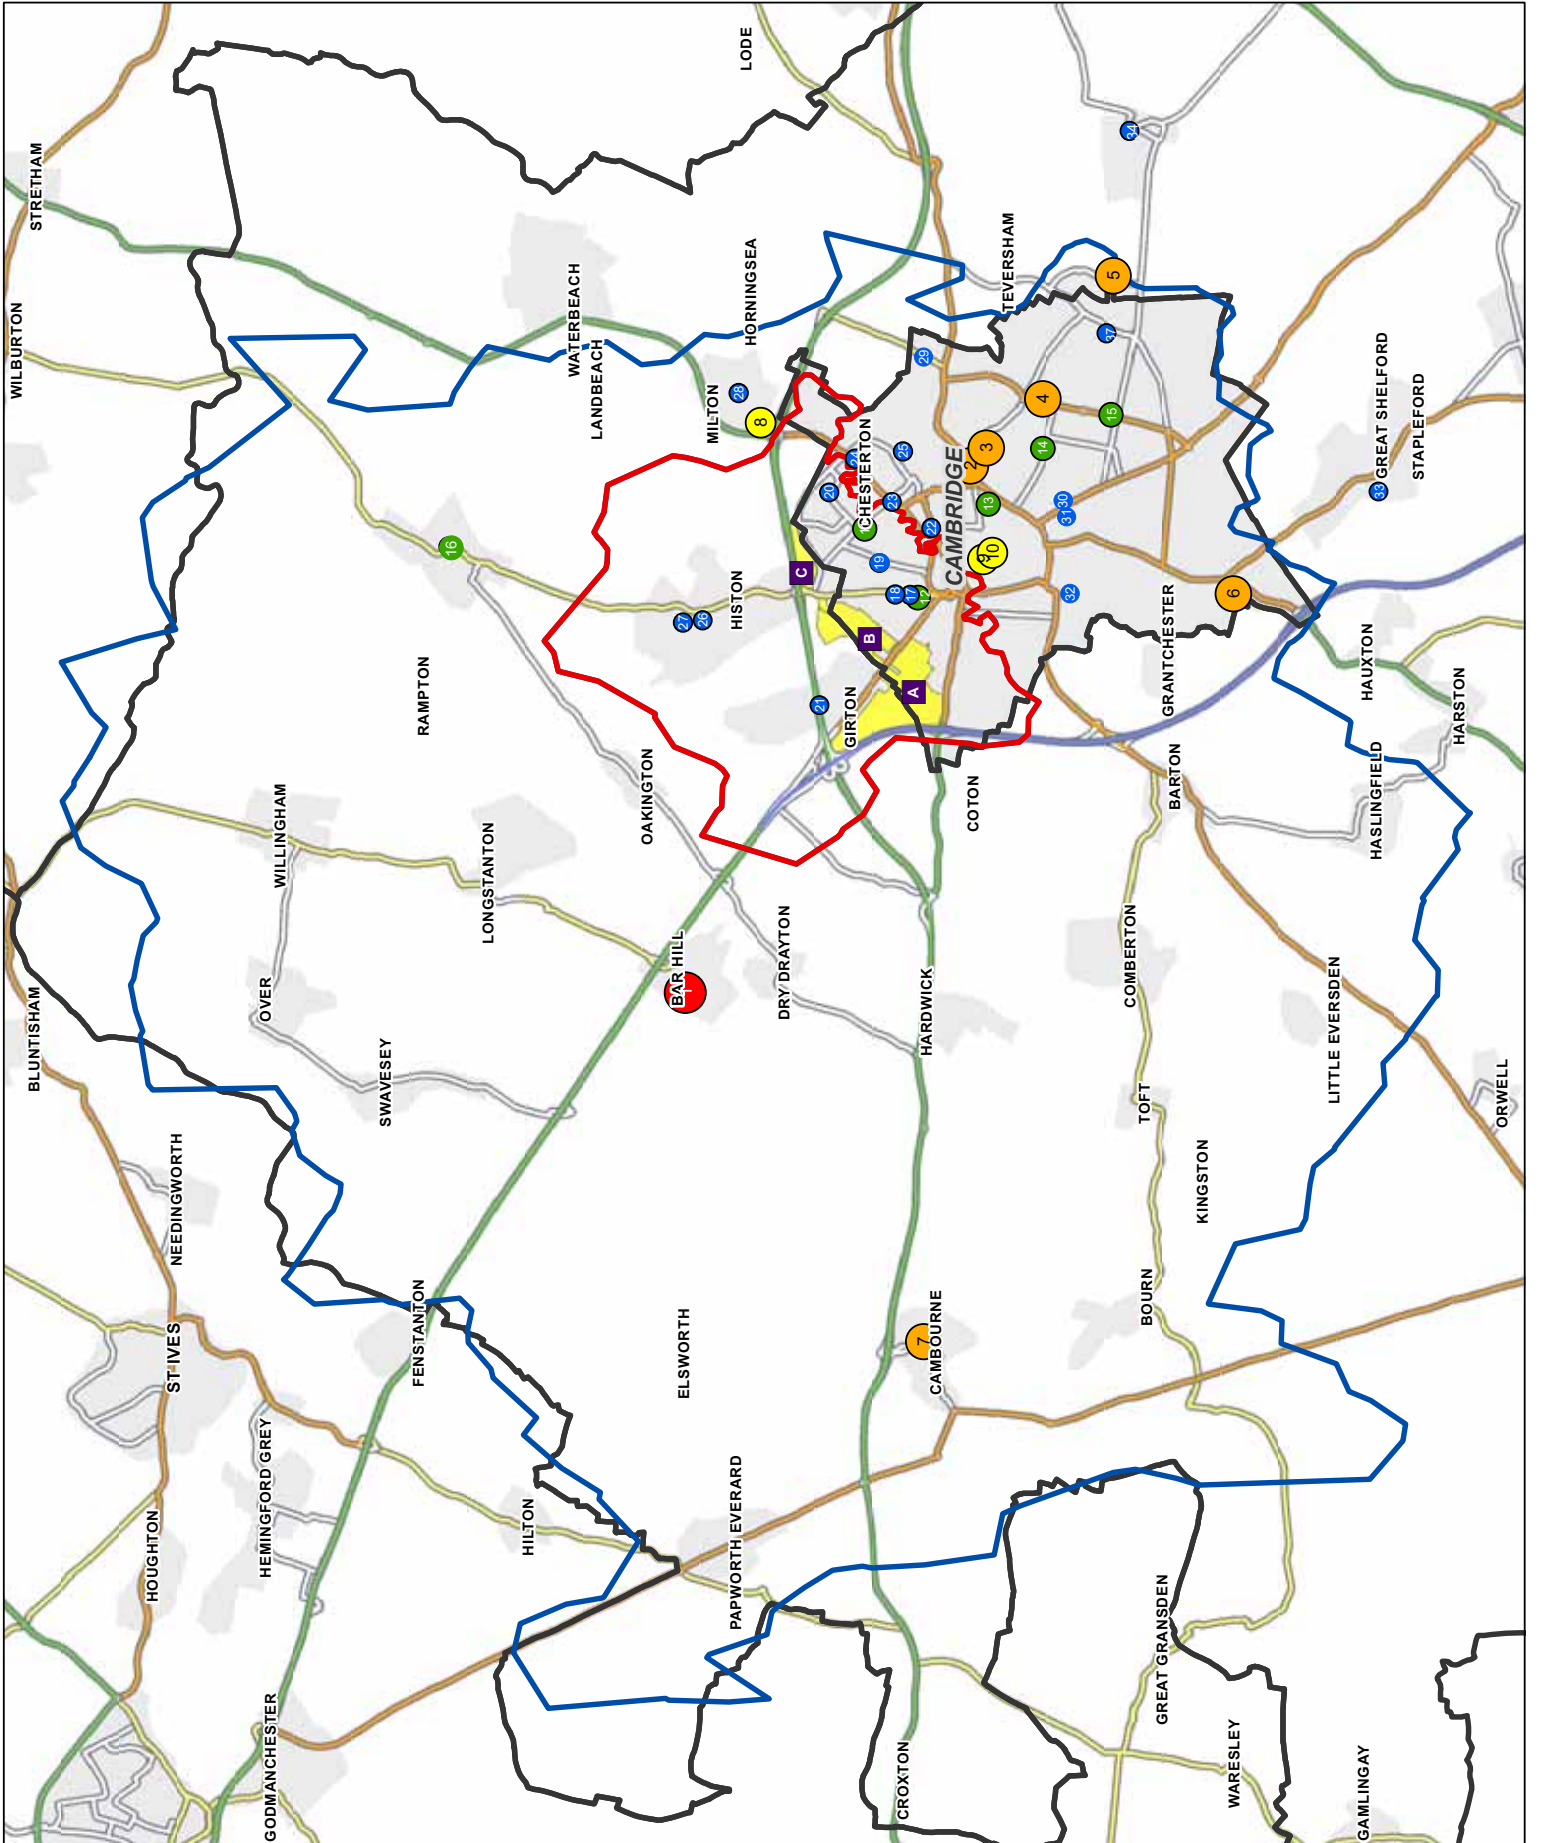 BLUNTISHAM
WILBURTON
STRETHAM
HOUGHTON
ST IVES
NEEDINGWORTH
GODMANCHESTER
HEMINGFORD GREY
OVER
WILLINGHAM
SWAVESEY
FENSTANTON
RAMPTON
16
LONGSTANTON
HILTON
WATERBEACH
LANDBEACH
OAKINGTON
ELSWORTH
BAR HILL
27
26
MILTON
HISTON
28
PAPWORTH EVERARD
HORNINGSEA
LODE
8
DRY DRAYTON
C
21
20
GIRTON
CHESTERTON
B
19
23
18
17
25
A
22
CROXTON
HARDWICK
29
CAMBOURNE
7
CAMBRIDGE
2
COTON
9
10
3
13
TEVERSHAM
4
14
30
31
32
37
15
5
34
COMBERTON
TOFT
BOURN
GREAT GRANSDEN
GRANTCHESTER
BARTON
KINGSTON
WARESLEY
6
LITTLE EVERSDEN
GAMLINGAY
HAUXTON
HASLINGFIELD
33
GREAT SHELFORD
STAPLEFORD
HARSTON
ORWELL